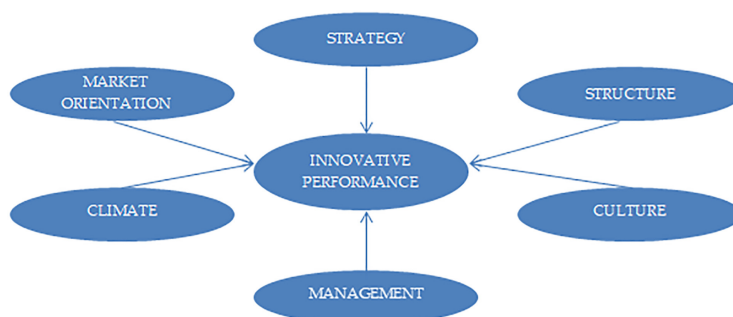 STRATEGY
MARKET
ORIENTATION
STRUCTURE
INNOVATIVE
PERFORMANCE
CLIMATE
CULTURE
MANAGEMENT